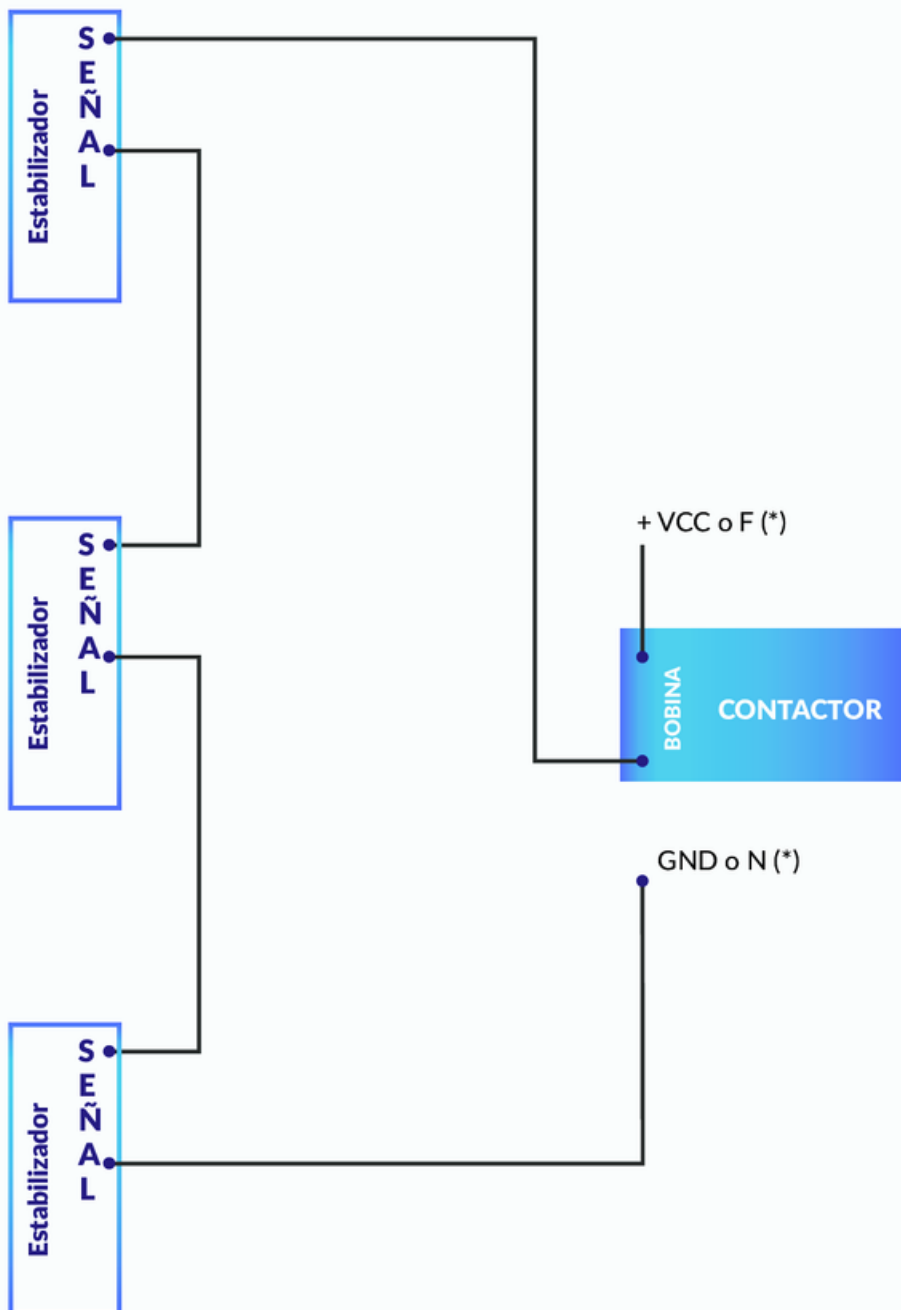 SEÑAL
Estabilizador
+ VCC o F (*)
SEÑAL
Estabilizador
BOBINA
CONTACTOR
GND o N (*)
SEÑAL
Estabilizador